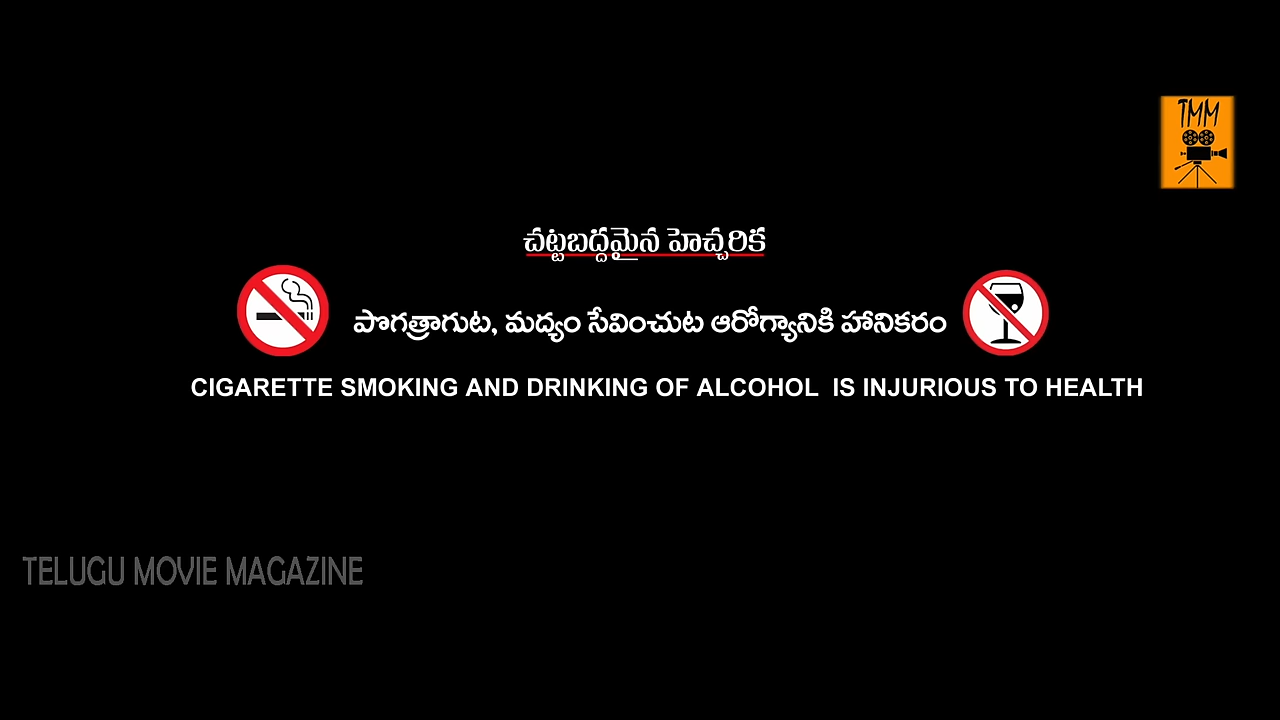 TMM
చట్టబద్దమైన హెచ్చరిక
పొగత్రాగుట, మద్యం సేవించుట ఆరోగ్యానికి హానికరం
CIGARETTE SMOKING AND DRINKING OF ALCOHOL  IS INJURIOUS TO HEALTH
TELUGU MOVIE MAGAZINE